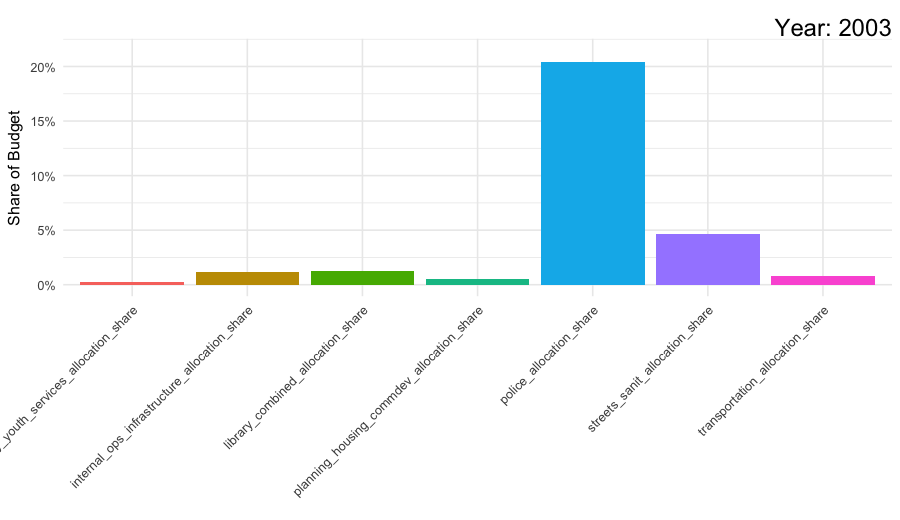 Year: 2003
Share of Budget
20%
15%
10%
5%
0%
_youth_services_allocation_share
internal_ops_infrastructure_allocation_share
library_combined_allocation_share
planning_housing_commdev_allocation_share
police_allocation_share
streets_sanit_allocation_share
transportation_allocation_share